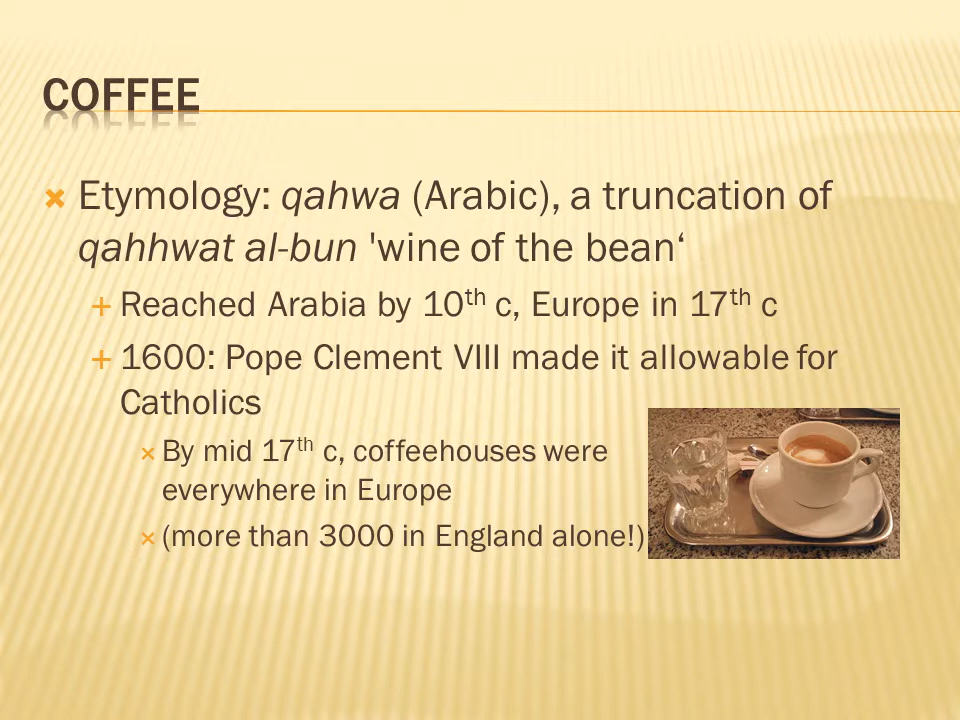 COFFEE
Etymology: qahwa (Arabic), a truncation of
qahhwat al-bun 'wine of the bean‘
Reached Arabia by 10th c, Europe in 17th c
1600: Pope Clement VIII made it allowable for
Catholics
By mid 17th c, coffeehouses were
everywhere in Europe
(more than 3000 in England alone!)